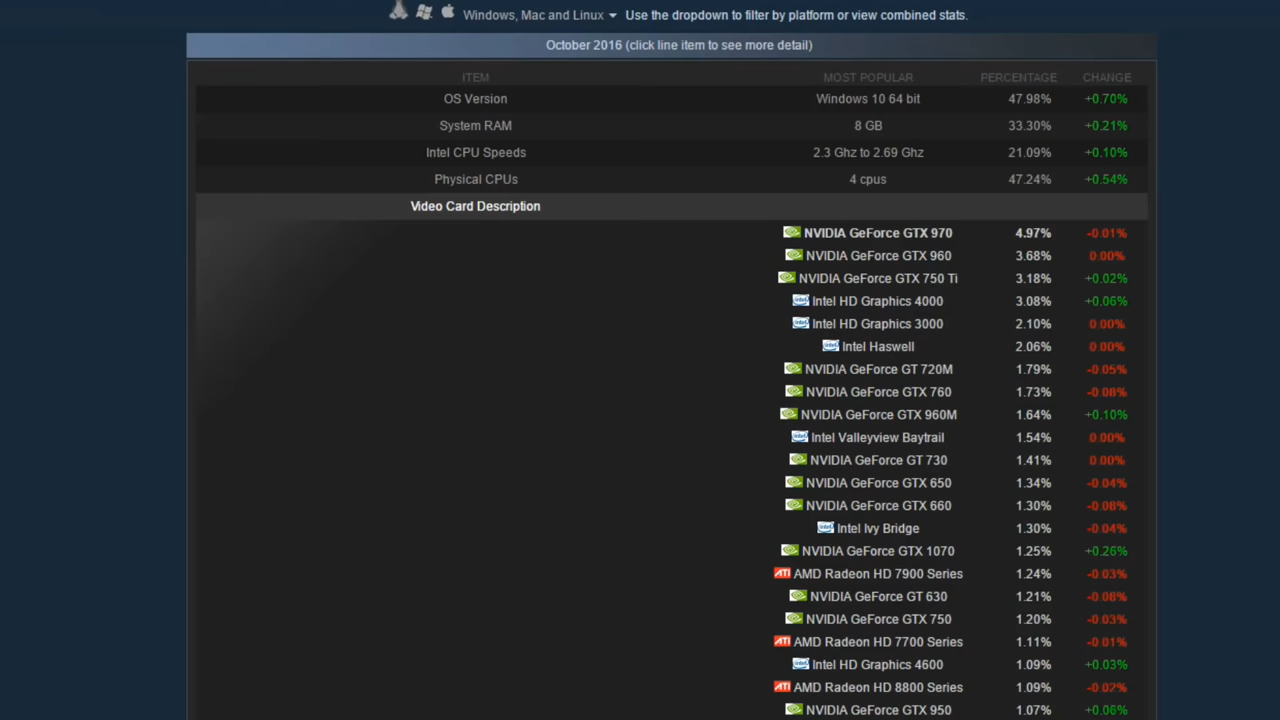 Windows, Mac and Linux Use the dropdown to filter by platform or view combined stats.
October 2016 (click line item to see more detail)
ITEM MOST POPULAR PERCENTAGE CHANGE
OS Version Windows 10 64 bit 47.98% +0.70%
System RAM 8 GB 33.30% +0.21%
Intel CPU Speeds 2.3 Ghz to 2.69 Ghz 21.09% +0.10%
Physical CPUs 4 cpus 47.24% +0.54%
Video Card Description
NVIDIA GeForce GTX 970 4.97% -0.01%
NVIDIA GeForce GTX 960 3.68% 0.00%
NVIDIA GeForce GTX 750 Ti 3.18% +0.02%
Intel HD Graphics 4000 3.08% +0.06%
Intel HD Graphics 3000 2.10% 0.00%
Intel Haswell 2.06% 0.00%
NVIDIA GeForce GT 720M 1.79% -0.05%
NVIDIA GeForce GTX 760 1.73% -0.08%
NVIDIA GeForce GTX 960M 1.64% +0.10%
Intel Valleyview Baytrail 1.54% 0.00%
NVIDIA GeForce GT 730 1.41% 0.00%
NVIDIA GeForce GTX 650 1.34% -0.04%
NVIDIA GeForce GTX 660 1.30% -0.08%
Intel Ivy Bridge 1.30% -0.04%
NVIDIA GeForce GTX 1070 1.25% +0.26%
ATI AMD Radeon HD 7900 Series 1.24% -0.03%
NVIDIA GeForce GT 630 1.21% -0.08%
NVIDIA GeForce GTX 750 1.20% -0.03%
ATI AMD Radeon HD 7700 Series 1.11% -0.01%
Intel HD Graphics 4600 1.09% +0.03%
ATI AMD Radeon HD 8800 Series 1.09% -0.02%
NVIDIA GeForce GTX 950 1.07% +0.06%